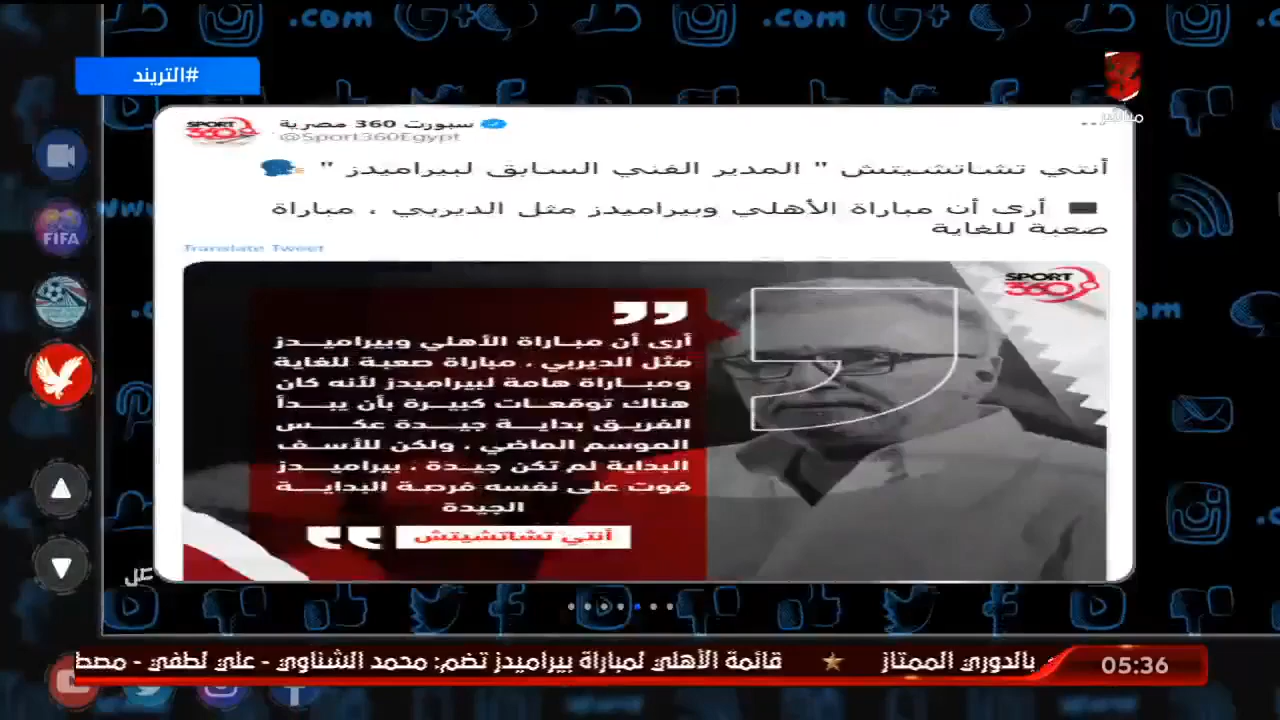 #التريند
مباشر
سبورت 360 مصرية
@Sport360Egypt
SPORT 360
أنتي تشاتشيتش " المدير الفني السابق لبيراميدز "
أرى أن مباراة الأهلي وبيراميدز مثل الديربي ، مباراة
صعبة للغاية
Translate Tweet
SPORT 360
أرى أن مباراة الأهلي وبيراميدز
مثل الديربي ، مباراة صعبة للغاية
ومباراة هامة لبيراميدز لأنه كان
هناك توقعات كبيرة بأن يبدأ
الفريق بداية جيدة عكس
الموسم الماضي ، ولكن للأسف
البداية لم تكن جيدة ، بيراميدز
فوت على نفسه فرصة البداية
الجيدة
أنتي تشاتشيتش
FIFA
بالدوري الممتاز ★ قائمة الأهلي لمباراة بيراميدز تضم: محمد الشناوي - علي لطفي -
05:36